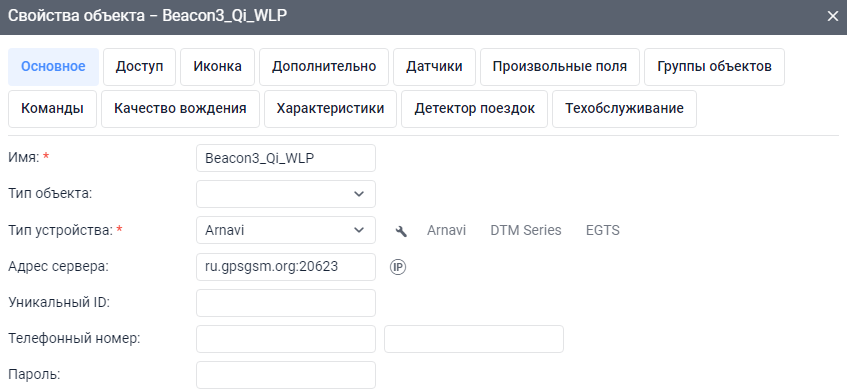 Свойства объекта – Beacon3_Qi_WLP ×
Основное Доступ Иконка Дополнительно Датчики Произвольные поля Группы объектов
Команды Качество вождения Характеристики Детектор поездок Техобслуживание
Имя: * Beacon3_Qi_WLP
Тип объекта:
Тип устройства: * Arnavi Arnavi DTM Series EGTS
Адрес сервера: ru.gpsgsm.org:20623 IP
Уникальный ID:
Телефонный номер:
Пароль: